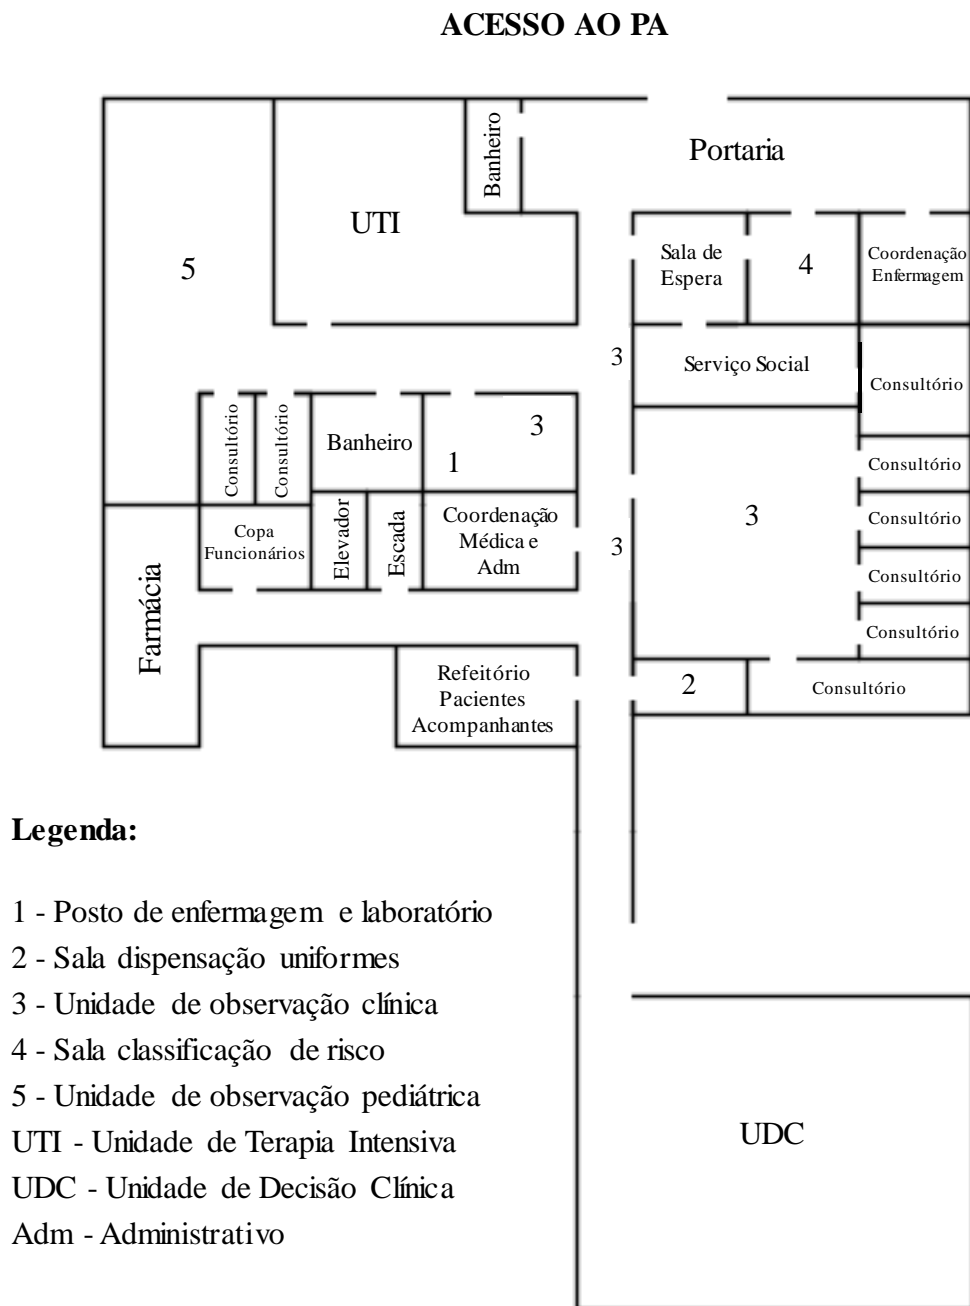 ACESSO AO PA
Banheiro
Portaria
UTI
5
Sala de
Espera
4
Coordenação
Enfermagem
3
Serviço Social
Consultório
Consultório
Consultório
Banheiro
3
1
Consultório
Consultório
Consultório
Consultório
3
3
Copa
Funcionários
Elevador
Escada
Coordenação
Médica e
Adm
Farmácia
Refeitório
Pacientes
Acompanhantes
2
Consultório
Legenda:
1 - Posto de enfermagem e laboratório
2 - Sala dispensação uniformes
3 - Unidade de observação clínica
4 - Sala classificação de risco
5 - Unidade de observação pediátrica
UTI - Unidade de Terapia Intensiva
UDC - Unidade de Decisão Clínica
Adm - Administrativo
UDC